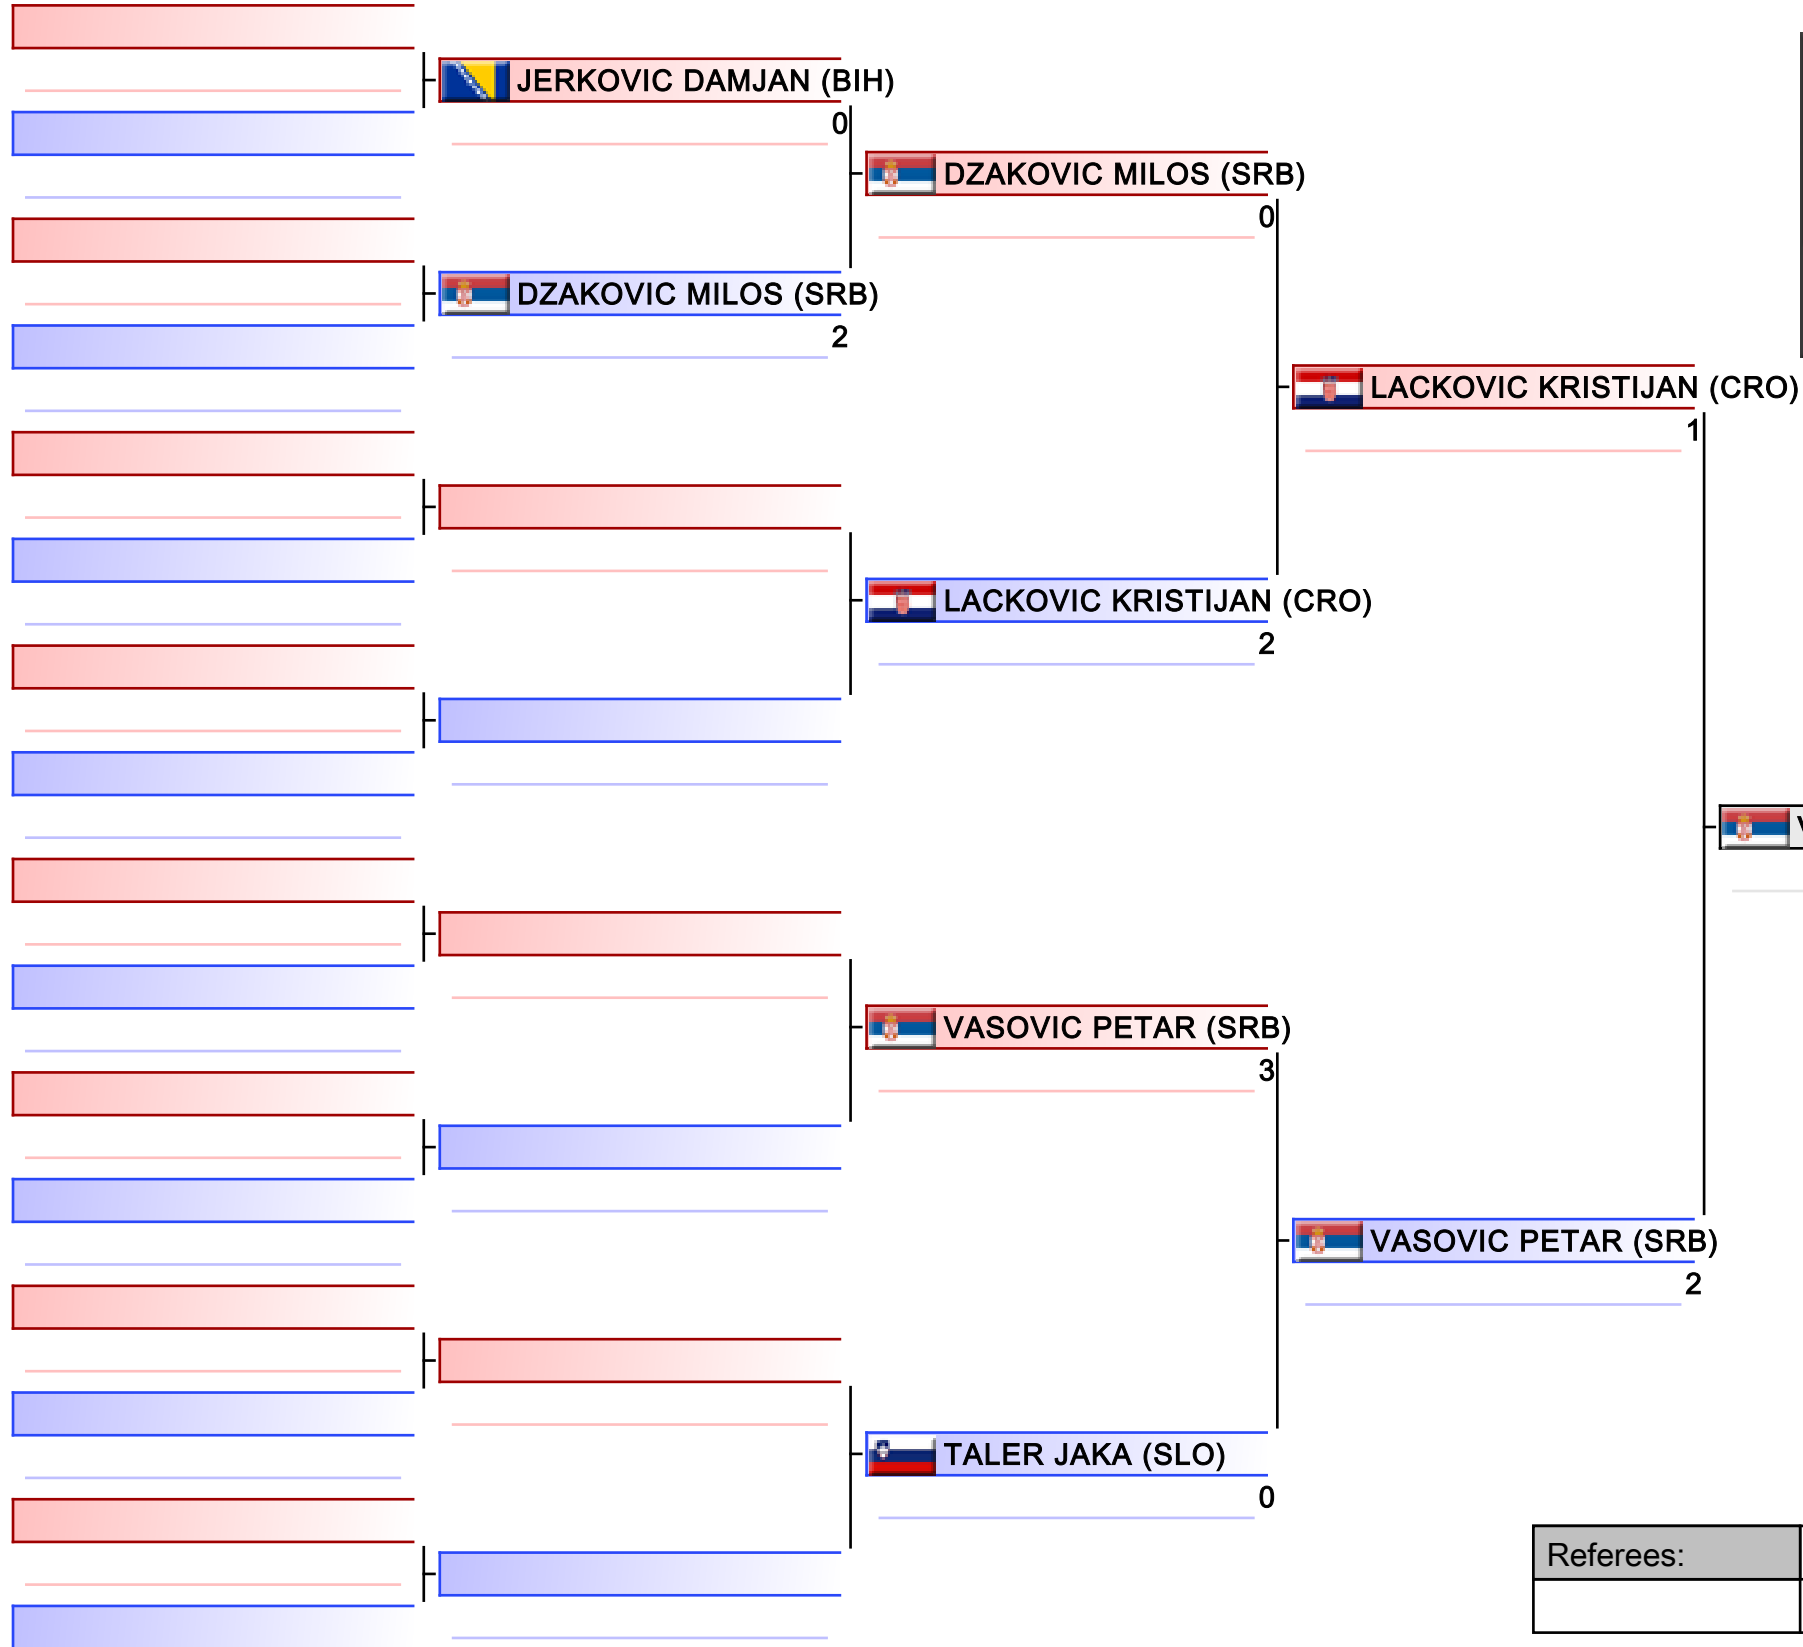 JERKOVIC DAMJAN (BIH)
0
DZAKOVIC MILOS (SRB)
0
DZAKOVIC MILOS (SRB)
2
LACKOVIC KRISTIJAN (CRO)
1
LACKOVIC KRISTIJAN (CRO)
2
VASOVIC PETAR (SRB)
3
VASOVIC PETAR (SRB)
2
TALER JAKA (SLO)
0
Referees: